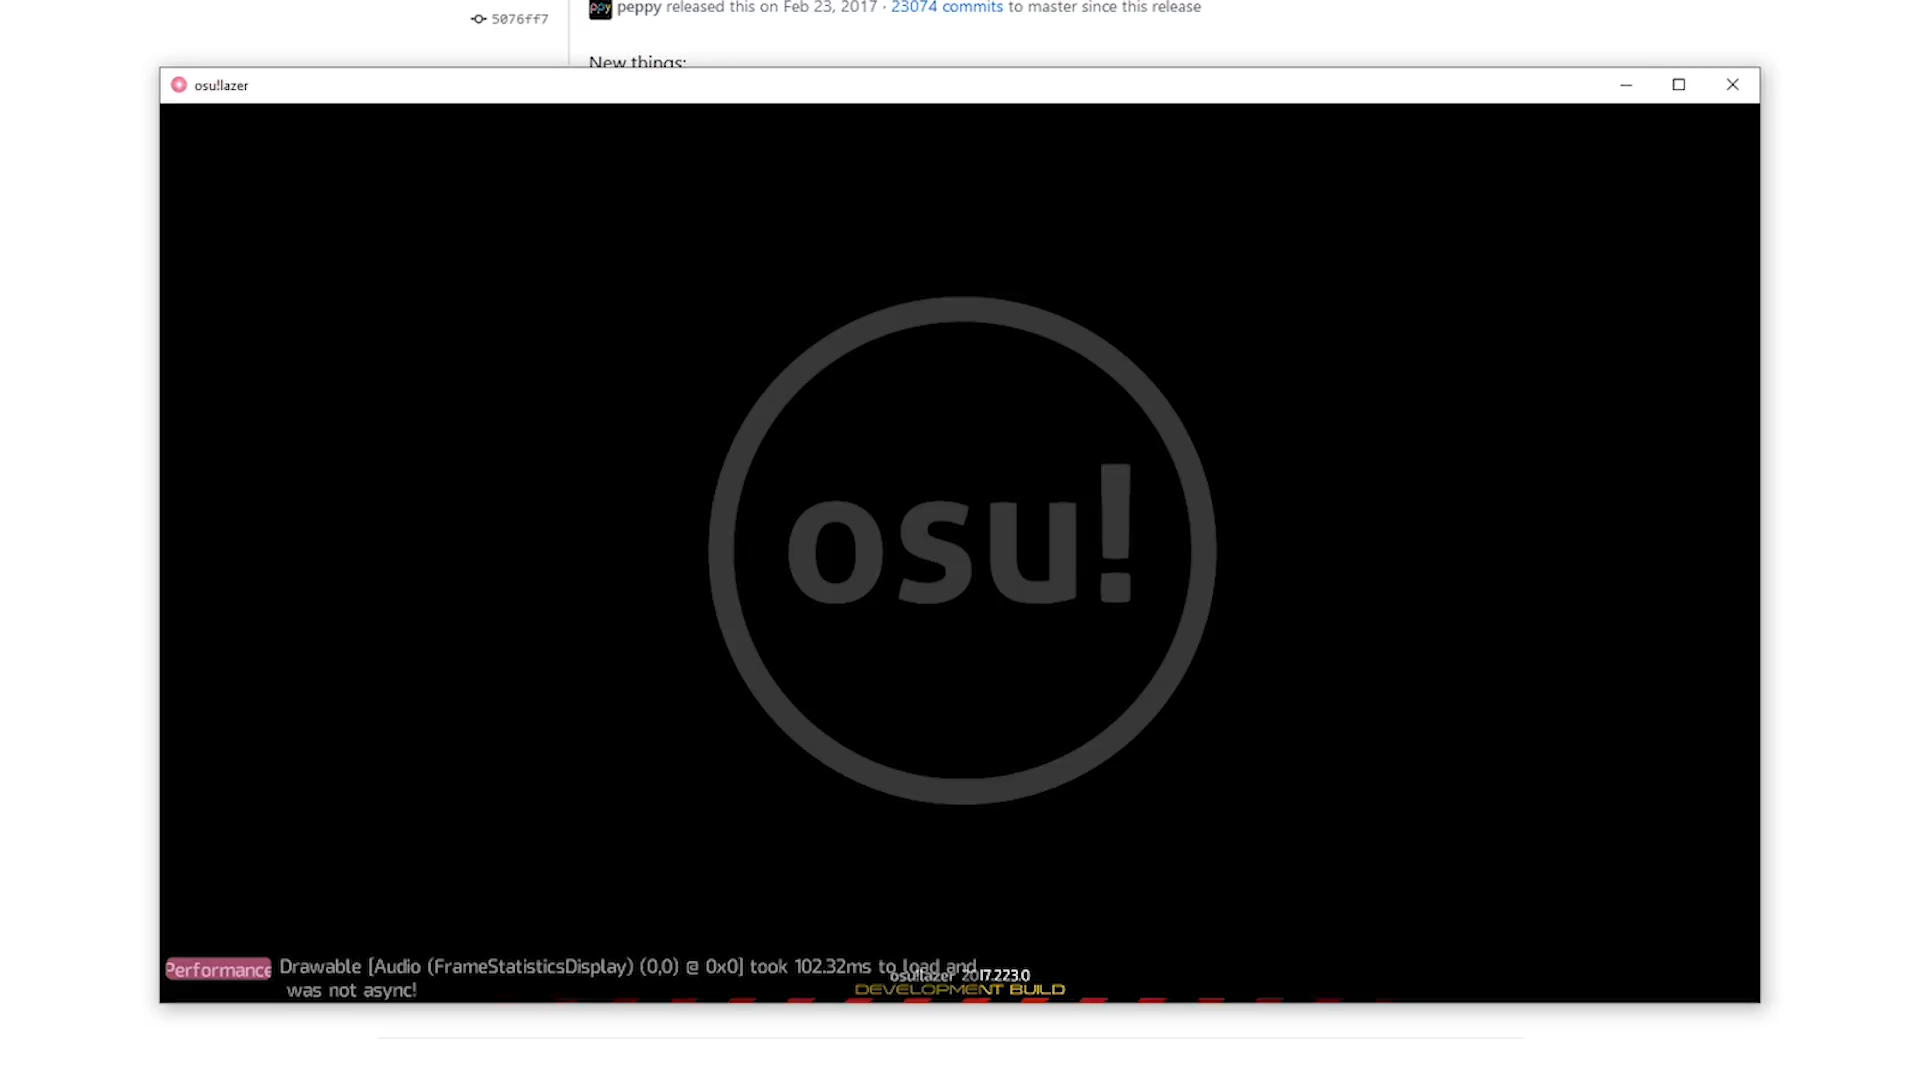 5076ff7
ppy peppy released this on Feb 23, 2017 · 23074 commits to master since this release
New things:
osu!lazer
osu!
Performance Drawable [Audio (FrameStatisticsDisplay) (0,0) @ 0x0] took 102.32ms to load and
was not async!
osu!lazer 2017.223.0
DEVELOPMENT BUILD